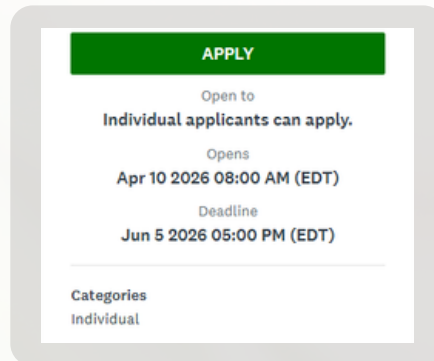 APPLY
Open to
Individual applicants can apply.
Opens
Apr 10 2026 08:00 AM (EDT)
Deadline
Jun 5 2026 05:00 PM (EDT)
Categories
Individual